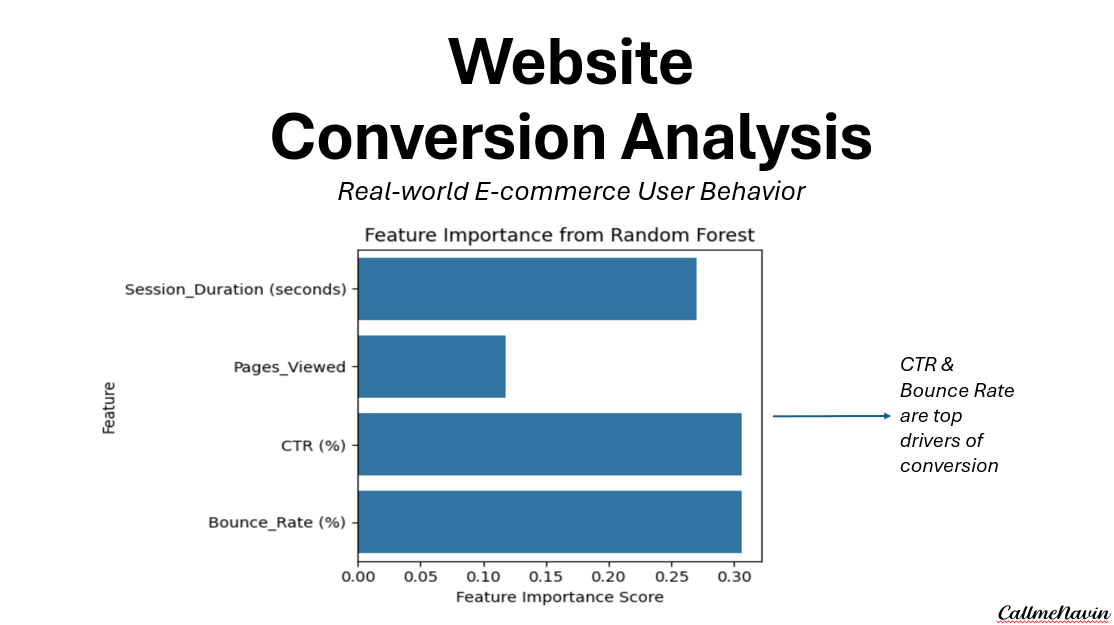 Website
Conversion Analysis
Real-world E-commerce User Behavior
Feature Importance from Random Forest
Session_Duration (seconds)
Pages_Viewed
CTR (%)
Bounce_Rate (%)
Feature
0.00 0.05 0.10 0.15 0.20 0.25 0.30
Feature Importance Score
CTR &
Bounce Rate
are top
drivers of
conversion
CallmeNavin